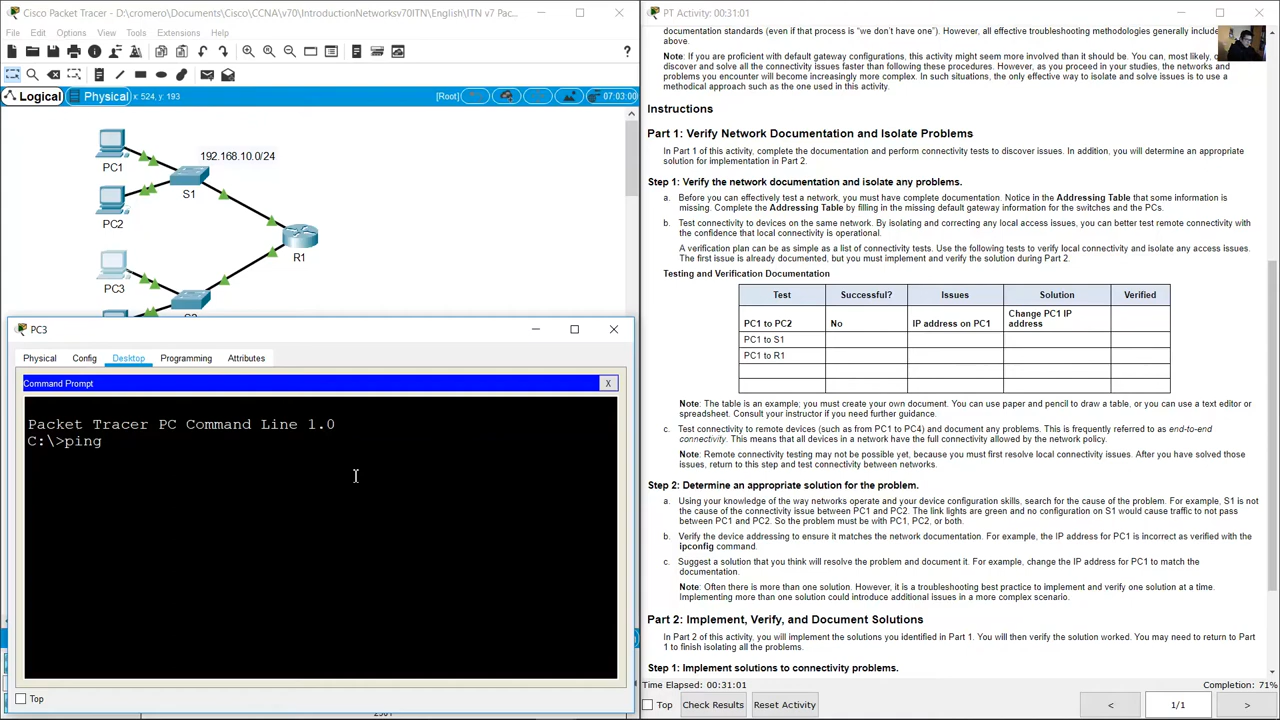 Cisco Packet Tracer - D:\cromero\Documents\Cisco\CCNA\v70\IntroductionNetworksv70ITN\English\ITN v7 Pac...
File Edit Options View Tools Extensions Help
?
Logical Physical x: 524, y: 193 [Root] 07:03:00
PC1
192.168.10.0/24
S1
PC2
R1
PC3
PC3
Physical Config Desktop Programming Attributes
Command Prompt X
Packet Tracer PC Command Line 1.0
C:\>ping
Top
PT Activity: 00:31:01
documentation standards (even if that process is "we don't have one"). However, all effective troubleshooting methodologies generally
above.
Note: If you are proficient with default gateway configurations, this activity might seem more involved than it should be. You can, most likely,
discover and solve all the connectivity issues faster than following these procedures. However, as you proceed in your studies, the networks and
problems you encounter will become increasingly more complex. In such situations, the only effective way to isolate and solve issues is to use a
methodical approach such as the one used in this activity.
Instructions
Part 1: Verify Network Documentation and Isolate Problems
In Part 1 of this activity, complete the documentation and perform connectivity tests to discover issues. In addition, you will determine an appropriate
solution for implementation in Part 2.
Step 1: Verify the network documentation and isolate any problems.
a. Before you can effectively test a network, you must have complete documentation. Notice in the Addressing Table that some information is
missing. Complete the Addressing Table by filling in the missing default gateway information for the switches and the PCs.
b. Test connectivity to devices on the same network. By isolating and correcting any local access issues, you can better test remote connectivity with
the confidence that local connectivity is operational.
A verification plan can be as simple as a list of connectivity tests. Use the following tests to verify local connectivity and isolate any access issues.
The first issue is already documented, but you must implement and verify the solution during Part 2.
Testing and Verification Documentation
Test Successful? Issues Solution Verified
PC1 to PC2 No IP address on PC1 Change PC1 IP address
PC1 to S1
PC1 to R1
Note: The table is an example; you must create your own document. You can use paper and pencil to draw a table, or you can use a text editor or
spreadsheet. Consult your instructor if you need further guidance.
c. Test connectivity to remote devices (such as from PC1 to PC4) and document any problems. This is frequently referred to as end-to-end
connectivity. This means that all devices in a network have the full connectivity allowed by the network policy.
Note: Remote connectivity testing may not be possible yet, because you must first resolve local connectivity issues. After you have solved those
issues, return to this step and test connectivity between networks.
Step 2: Determine an appropriate solution for the problem.
a. Using your knowledge of the way networks operate and your device configuration skills, search for the cause of the problem. For example, S1 is not
the cause of the connectivity issue between PC1 and PC2. The link lights are green and no configuration on S1 would cause traffic to not pass
between PC1 and PC2. So the problem must be with PC1, PC2, or both.
b. Verify the device addressing to ensure it matches the network documentation. For example, the IP address for PC1 is incorrect as verified with the
ipconfig command.
c. Suggest a solution that you think will resolve the problem and document it. For example, change the IP address for PC1 to match the
documentation.
Note: Often there is more than one solution. However, it is a troubleshooting best practice to implement and verify one solution at a time.
Implementing more than one solution could introduce additional issues in a more complex scenario.
Part 2: Implement, Verify, and Document Solutions
In Part 2 of this activity, you will implement the solutions you identified in Part 1. You will then verify the solution worked. You may need to return to Part
1 to finish isolating all the problems.
Step 1: Implement solutions to connectivity problems.
Time Elapsed: 00:31:01 Completion: 71%
Top Check Results Reset Activity < 1/1 >